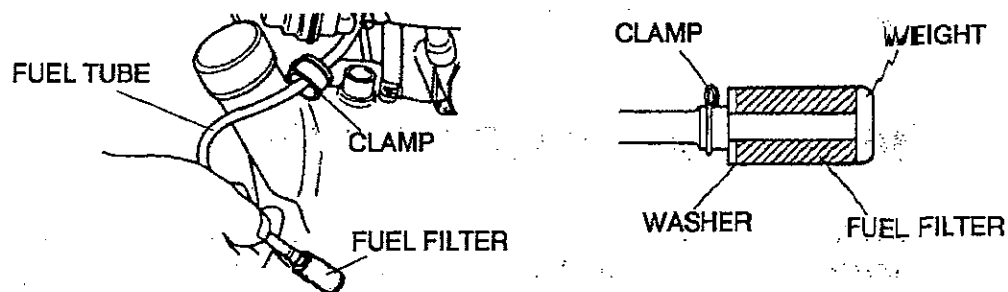 FUEL TUBE
CLAMP
FUEL FILTER
CLAMP
WEIGHT
WASHER
FUEL FILTER